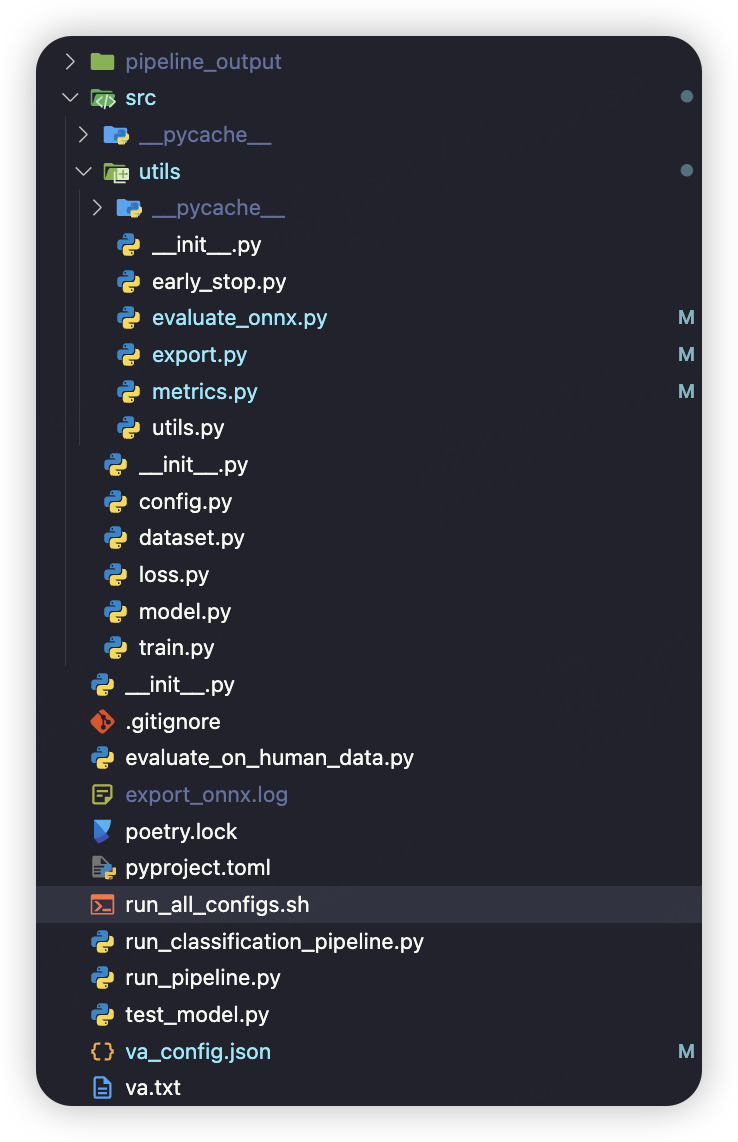 pipeline_output
src
__pycache__
utils
__pycache__
__init__.py
early_stop.py
evaluate_onnx.py M
export.py M
metrics.py M
utils.py
__init__.py
config.py
dataset.py
loss.py
model.py
train.py
__init__.py
.gitignore
evaluate_on_human_data.py
export_onnx.log
poetry.lock
pyproject.toml
run_all_configs.sh
run_classification_pipeline.py
run_pipeline.py
test_model.py
va_config.json M
va.txt